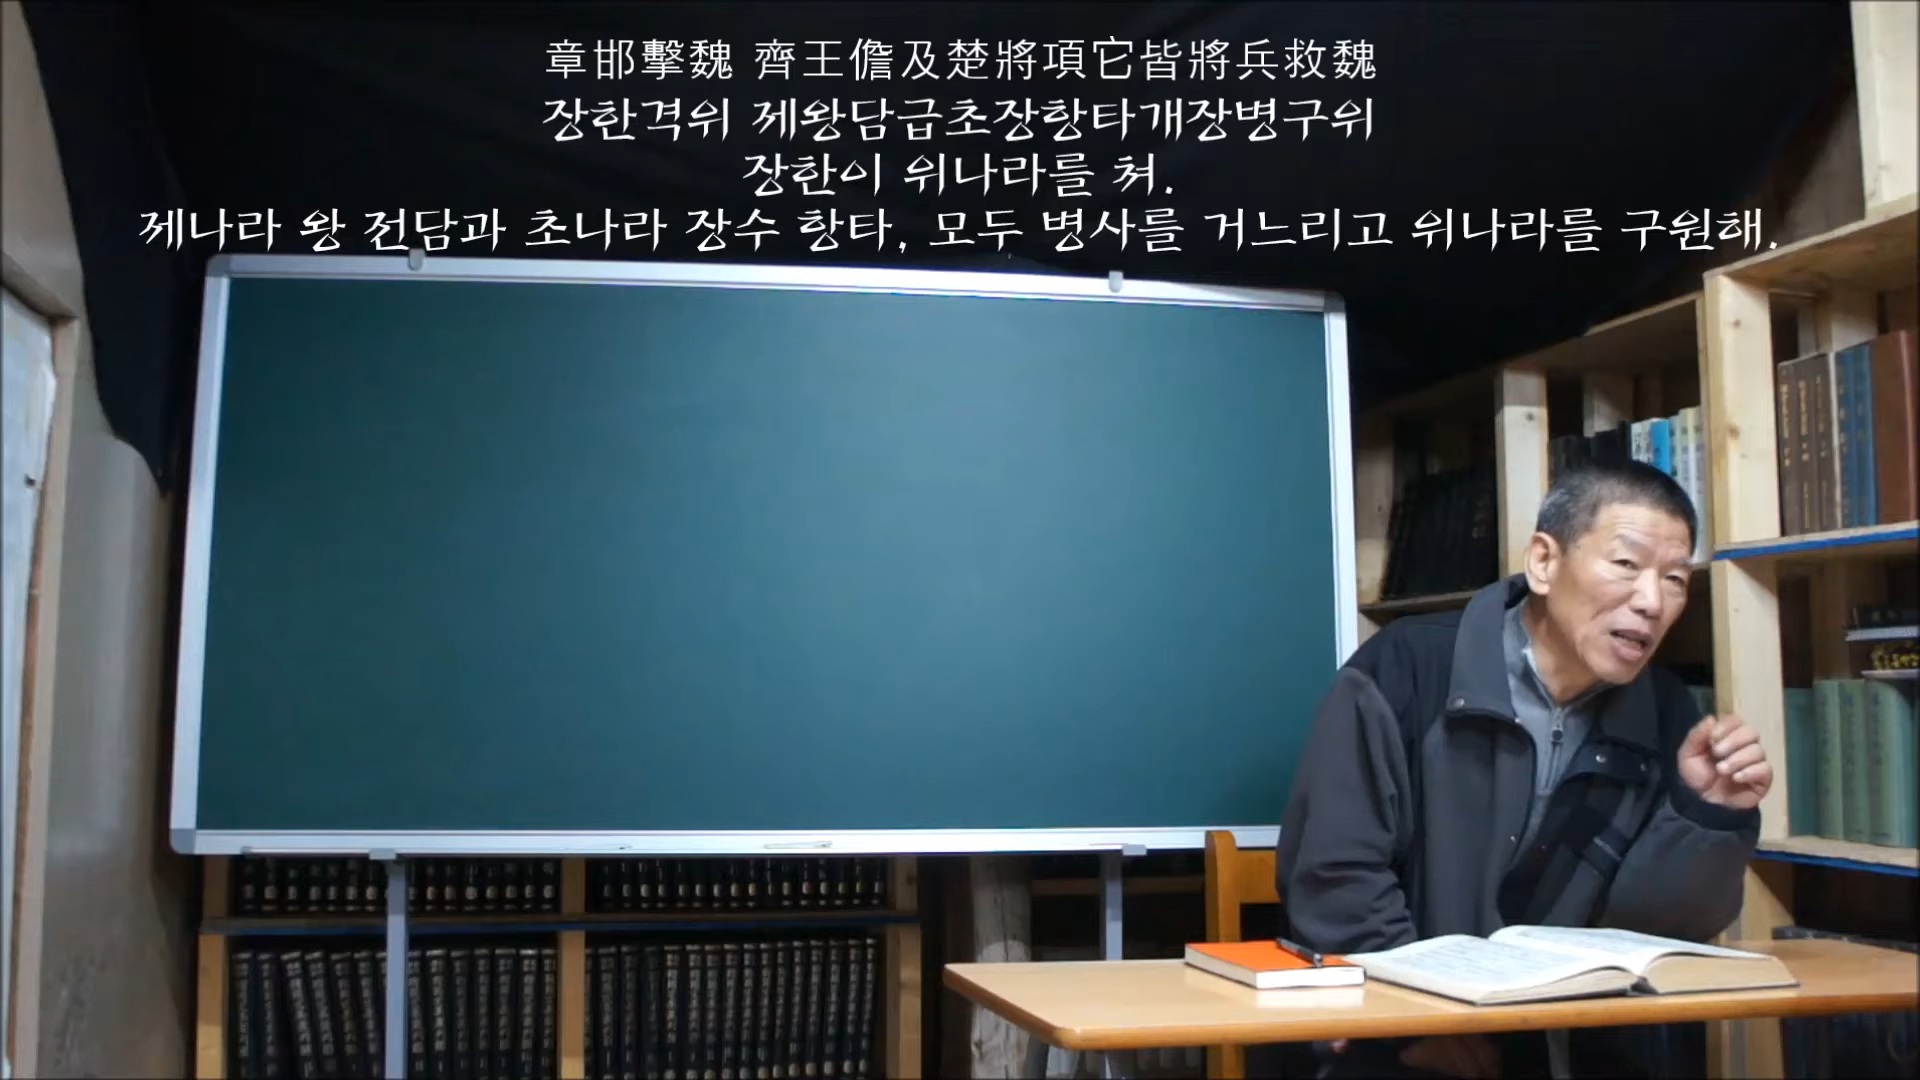 章邯擊魏 齊王儋及楚將項它皆將兵救魏
장한격위 제왕담급초장항타개장병구위
장한이 위나라를 쳐.
제나라 왕 전담과 초나라 장수 항타, 모두 병사를 거느리고 위나라를 구원해.